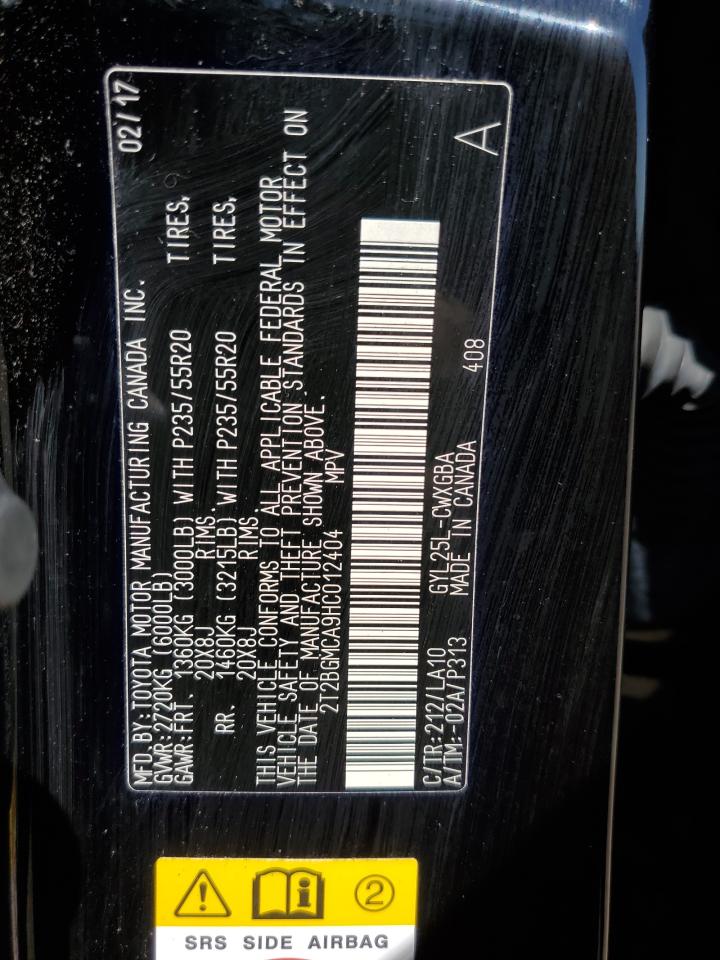 MFD. BY: TOYOTA MOTOR MANUFACTURING CANADA INC. 02/17
GVWR: 2720KG (6000LB)
GAWR: FRT. 1360KG (3000LB) WITH P235/55R20 TIRES,
20X8J RIMS,
RR. 1460KG (3215LB) WITH P235/55R20 TIRES,
20X8J RIMS.
THIS VEHICLE CONFORMS TO ALL APPLICABLE FEDERAL MOTOR
VEHICLE SAFETY AND THEFT PREVENTION STANDARDS IN EFFECT ON
THE DATE OF MANUFACTURE SHOWN ABOVE.
2T2BGMCA9HC012404 MPV
C/TR: 212/LA10 GYL25L-CWXGBA A
A/TM: -02A/P313 MADE IN CANADA 408
2
SRS SIDE AIRBAG